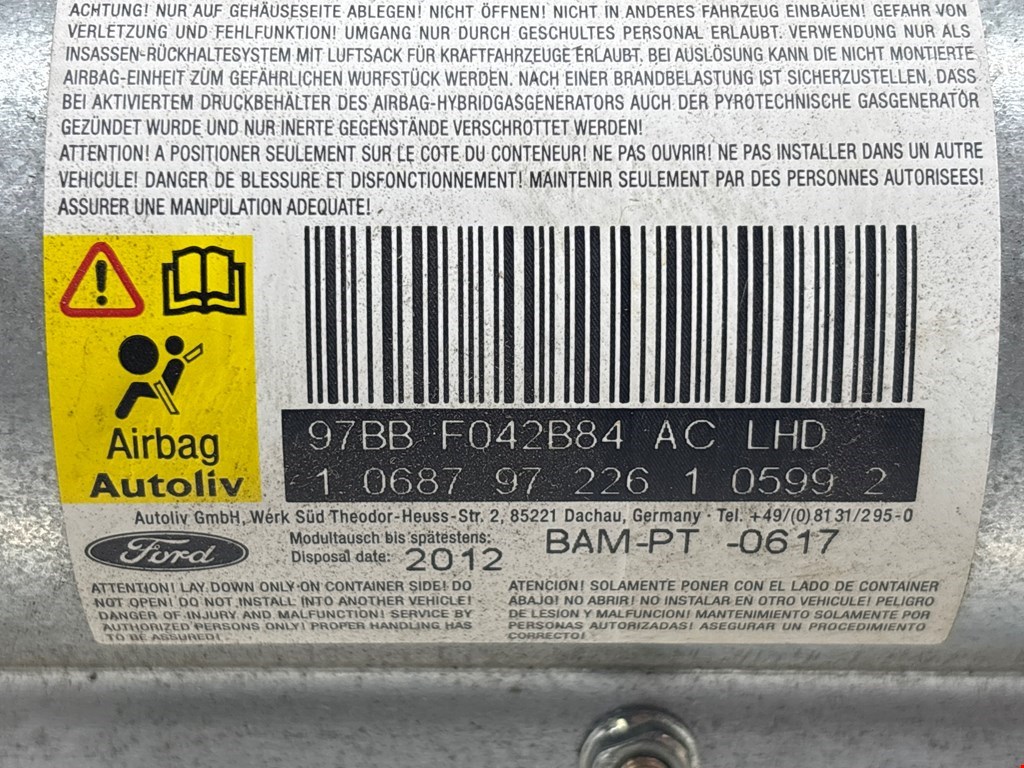 ACHTUNG! NUR AUF GEHÄUSESEITE ABLEGEN! NICHT ÖFFNEN! NICHT IN ANDERES FAHRZEUG EINBAUEN! GEFAHR VON
VERLETZUNG UND FEHLFUNKTION! UMGANG NUR DURCH GESCHULTES PERSONAL ERLAUBT. VERWENDUNG NUR ALS
INSASSEN-RÜCKHALTESYSTEM MIT LUFTSACK FÜR KRAFTFAHRZEUGE ERLAUBT. BEI AUSLÖSUNG KANN DIE NICHT MONTIERTE
AIRBAG-EINHEIT ZUM GEFÄHRLICHEN WURFSTÜCK WERDEN. NACH EINER BRANDBELASTUNG IST SICHERZUSTELLEN, DASS
BEI AKTIVIERTEM DRUCKBEHÄLTER DES AIRBAG-HYBRIDGASGENERATORS AUCH DER PYROTECHNISCHE GASGENERATOR
GEZÜNDET WURDE UND NUR INERTE GEGENSTÄNDE VERSCHROTTET WERDEN!
ATTENTION! A POSITIONER SEULEMENT SUR LE COTE DU CONTENEUR! NE PAS OUVRIR! NE PAS INSTALLER DANS UN AUTRE
VEHICULE! DANGER DE BLESSURE ET DISFONCTIONNEMENT! MAINTENIR SEULEMENT PAR DES PERSONNES AUTORISEES!
ASSURER UNE MANIPULATION ADEQUATE!
Airbag
Autoliv
97BB F042B84 AC LHD
1 0687 97 226 1 0599 2
Autoliv GmbH, Werk Süd Theodor-Heuss-Str. 2, 85221 Dachau, Germany · Tel. +49/(0)8131/295-0
Ford
Modultausch bis spätestens:
Disposal date: 2012
BAM-PT -0617
ATTENTION! LAY DOWN ONLY ON CONTAINER SIDE! DO
NOT OPEN! DO NOT INSTALL INTO ANOTHER VEHICLE!
DANGER OF INJURY AND MALFUNCTION! SERVICE BY
AUTHORIZED PERSONS ONLY! PROPER HANDLING HAS
TO BE ASSURED!
ATENCION! SOLAMENTE PONER CON EL LADO DE CONTAINER
ABAJO! NO ABRIR! NO INSTALAR EN OTRO VEHICULE! PELIGRO
DE LESION Y MALFUNCION! MANTENIMIENTO SOLAMENTE POR
PERSONAS AUTORIZADAS! ASEGURAR UN PROCEDIMIENTO
CORRECTO!